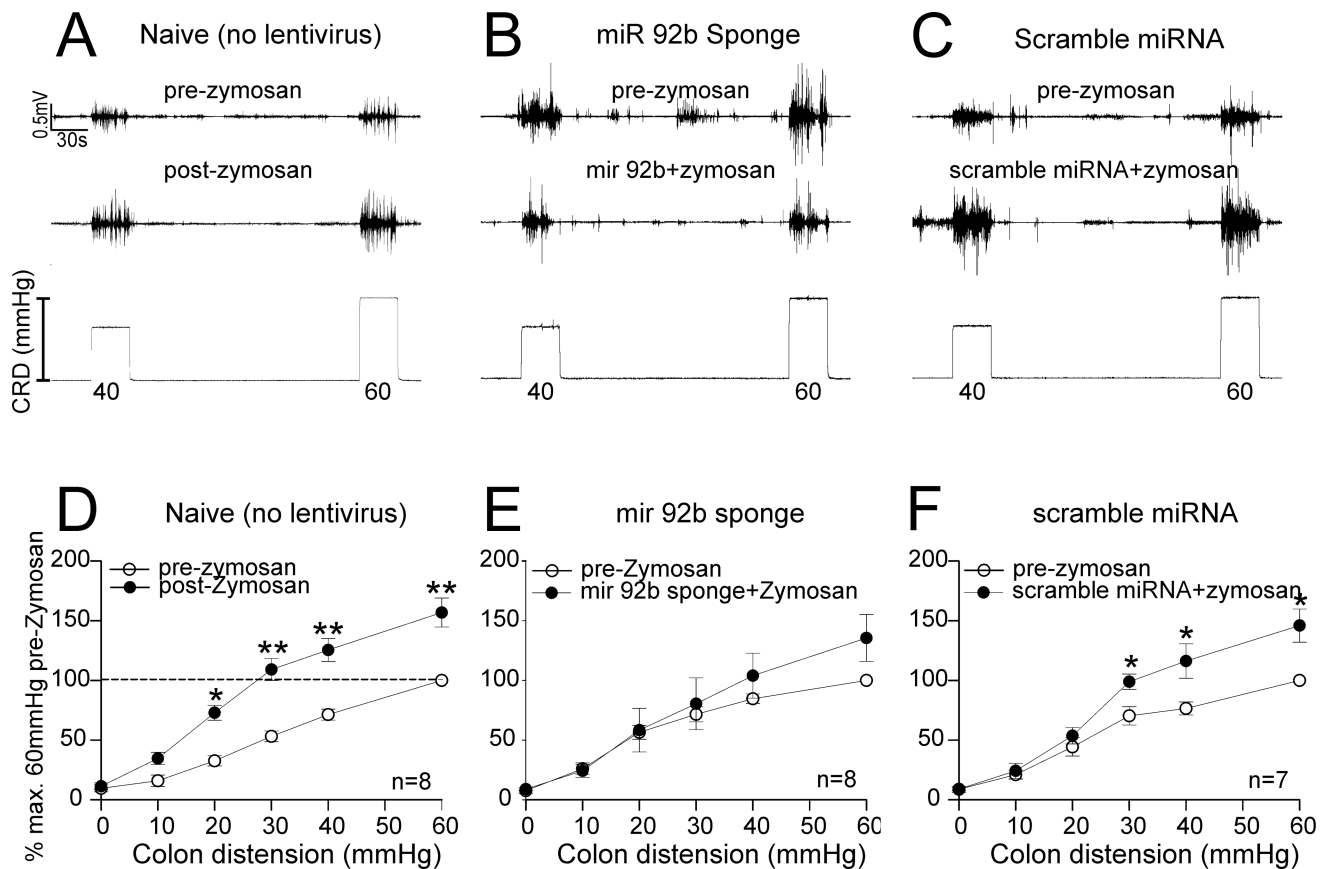 A Naive (no lentivirus)
pre-zymosan
0.5mV
30s
post-zymosan
CRD (mmHg)
40 60
B miR 92b Sponge
pre-zymosan
mir 92b+zymosan
40 60
C Scramble miRNA
pre-zymosan
scramble miRNA+zymosan
40 60
D Naive (no lentivirus)
% max. 60mmHg pre-Zymosan
200
150
100
50
0
pre-zymosan
post-Zymosan
* ** ** **
n=8
0 10 20 30 40 50 60
Colon distension (mmHg)
E mir 92b sponge
200
150
100
50
0
pre-Zymosan
mir 92b sponge+Zymosan
n=8
0 10 20 30 40 50 60
Colon distension (mmHg)
F scramble miRNA
200
150
100
50
0
pre-zymosan
scramble miRNA+zymosan
* * *
n=7
0 10 20 30 40 50 60
Colon distension (mmHg)